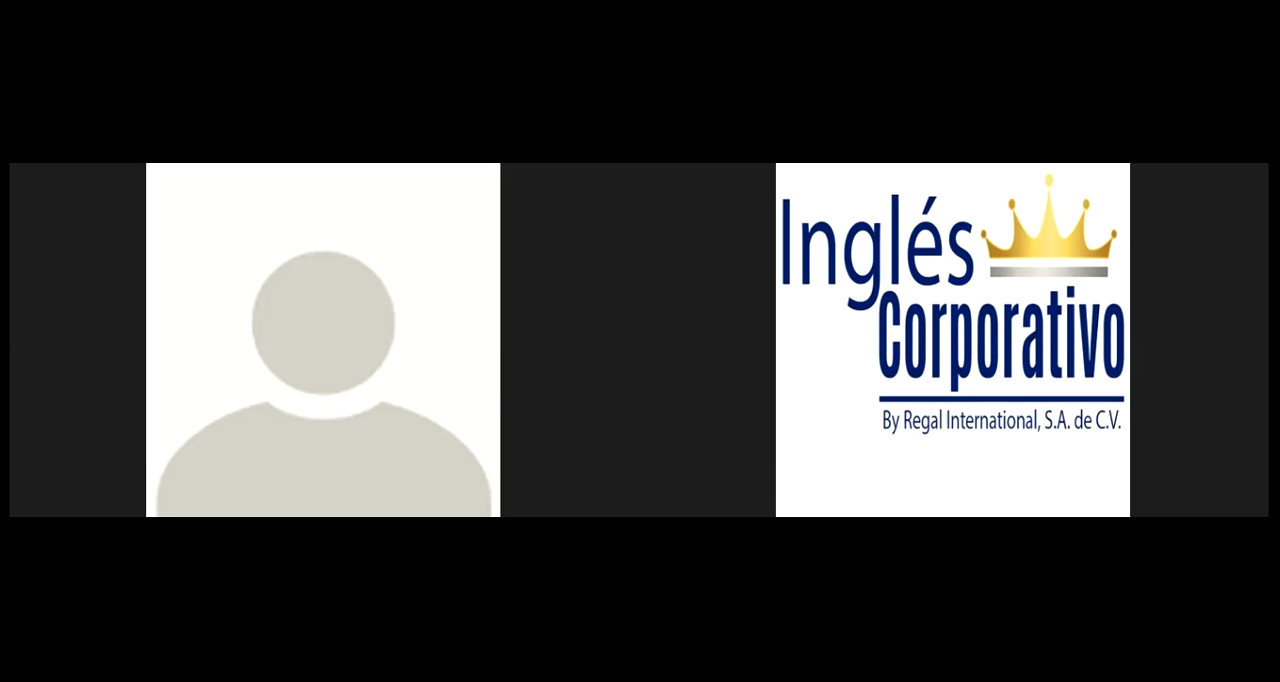 Inglés
Corporativo
By Regal International, S.A. de C.V.